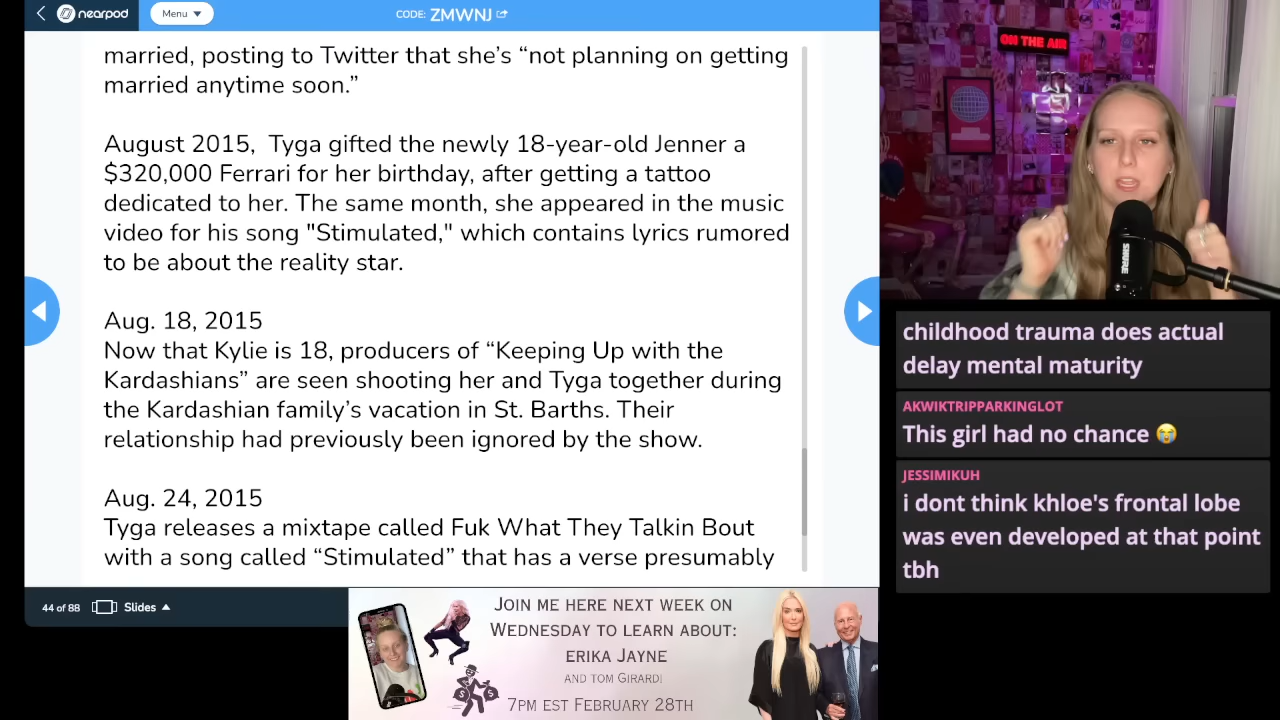 nearpod
Menu
CODE: ZMWNJ
married, posting to Twitter that she's “not planning on getting
married anytime soon.”
August 2015,  Tyga gifted the newly 18-year-old Jenner a
$320,000 Ferrari for her birthday, after getting a tattoo
dedicated to her. The same month, she appeared in the music
video for his song "Stimulated," which contains lyrics rumored
to be about the reality star.
Aug. 18, 2015
Now that Kylie is 18, producers of “Keeping Up with the
Kardashians” are seen shooting her and Tyga together during
the Kardashian family's vacation in St. Barths. Their
relationship had previously been ignored by the show.
Aug. 24, 2015
Tyga releases a mixtape called Fuk What They Talkin Bout
with a song called “Stimulated” that has a verse presumably
44 of 88
Slides
ON THE AIR
SHURE
childhood trauma does actual
delay mental maturity
AKWIKTRIPPARKINGLOT
This girl had no chance 😭
JESSIMIKUH
i dont think khloe's frontal lobe
was even developed at that point
tbh
JOIN ME HERE NEXT WEEK ON
WEDNESDAY TO LEARN ABOUT:
ERIKA JAYNE
AND TOM GIRARDI
7PM EST FEBRUARY 28TH